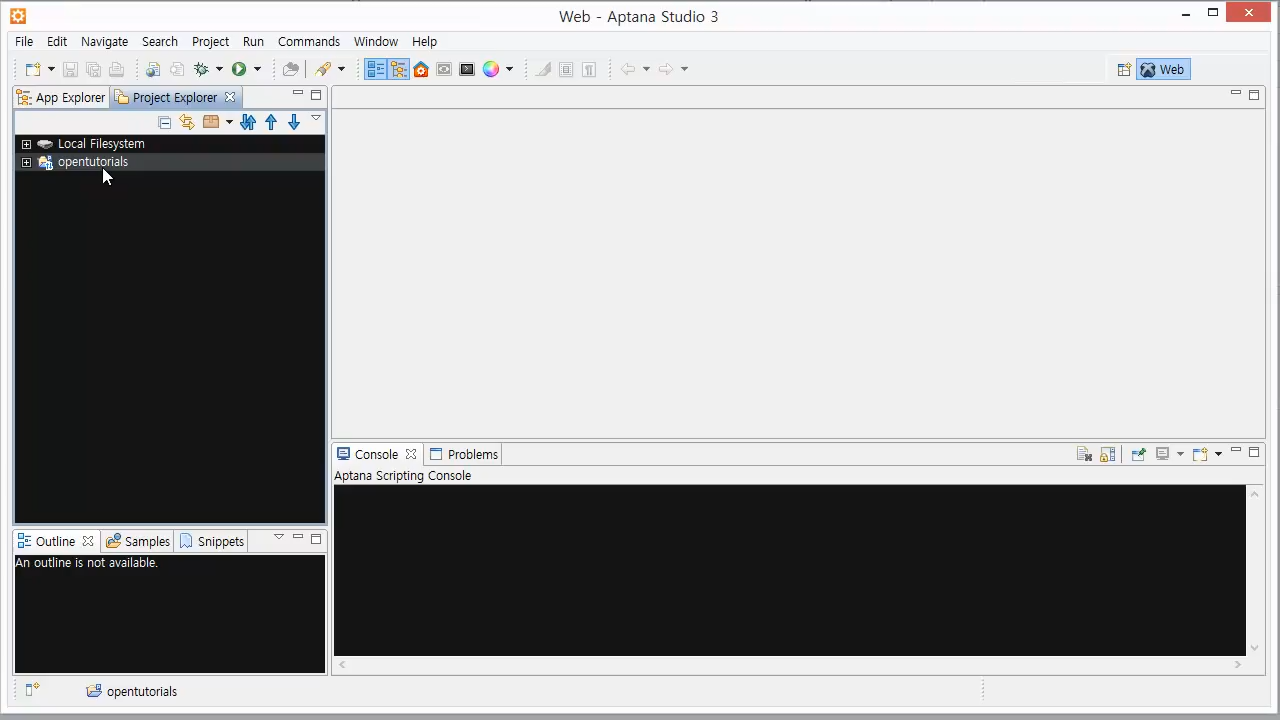 Web - Aptana Studio 3
File Edit Navigate Search Project Run Commands Window Help
Web
App Explorer Project Explorer
Local Filesystem
opentutorials
Console Problems
Aptana Scripting Console
Outline Samples Snippets
An outline is not available.
opentutorials